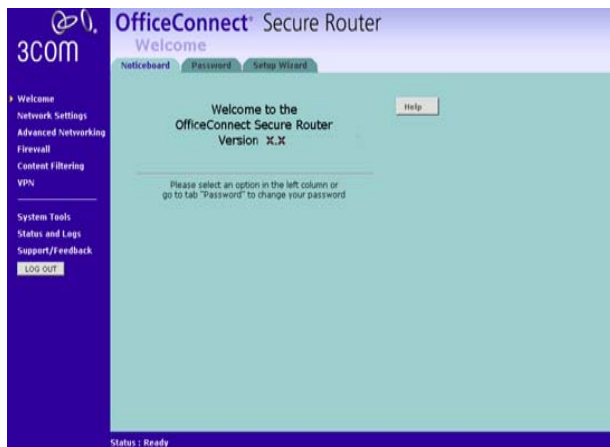 3COM
OfficeConnect® Secure Router
Welcome
Noticeboard Password Setup Wizard
Welcome
Network Settings
Advanced Networking
Firewall
Content Filtering
VPN
System Tools
Status and Logs
Support/Feedback
LOG OUT
Welcome to the
OfficeConnect Secure Router
Version X.X
Help
Please select an option in the left column or
go to tab "Password" to change your password
Status : Ready